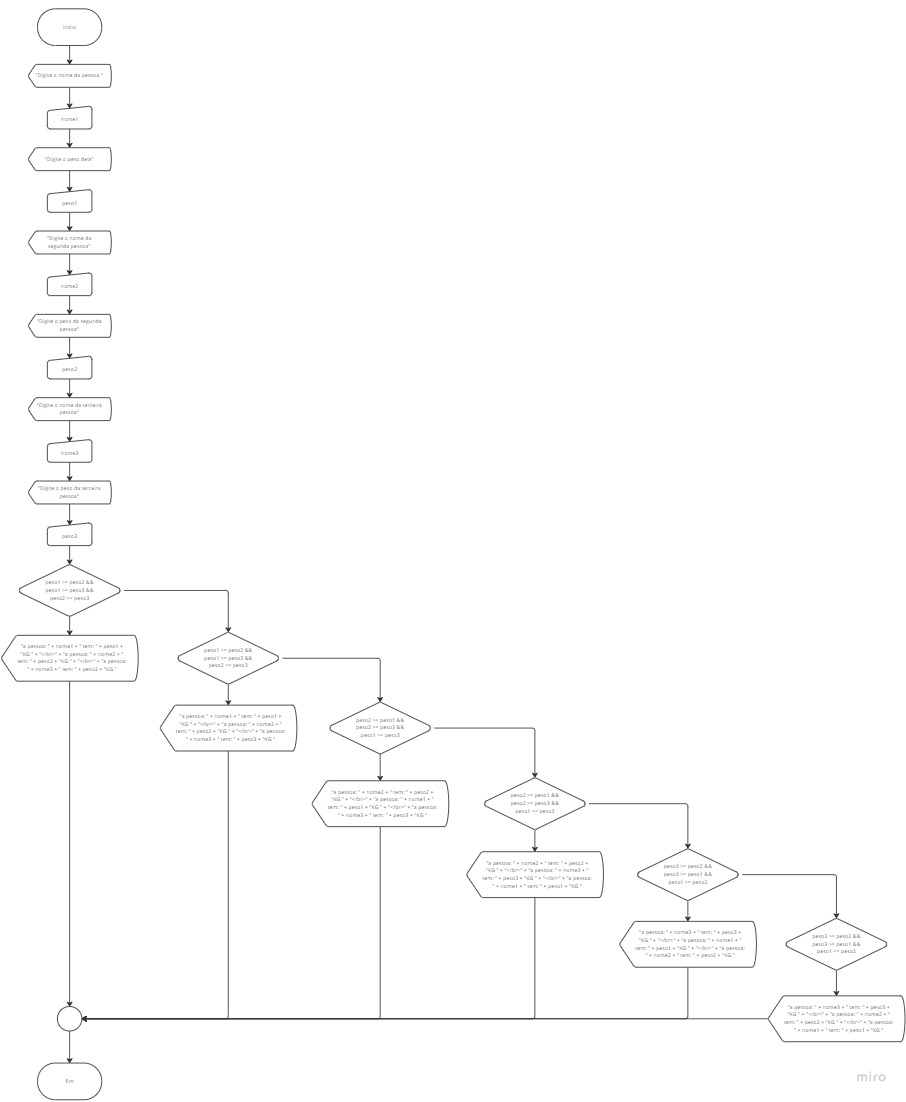 Início
"Digite o nome da pessoa:"
nome1
"Digite o peso dela"
peso1
"Digite o nome da
segunda pessoa"
nome2
"Digite o peso da segunda
pessoa"
peso2
"Digite o nome da terceira
pessoa"
nome3
"Digite o peso da terceira
pessoa"
peso3
peso1 >= peso2 &&
peso1 >= peso3 &&
peso2 >= peso3
"a pessoa: " + nome1 + " tem: " + peso1 +
"KG " + "</br>" + "a pessoa: " + nome2 + "
tem: " + peso2 + "KG " + "</br>" + "a pessoa:
" + nome3 + " tem: " + peso3 + "KG "
peso1 >= peso2 &&
peso1 >= peso3 &&
peso2 <= peso3
"a pessoa: " + nome1 + " tem: " + peso1 +
"KG " + "</br>" + "a pessoa: " + nome2 + "
tem: " + peso2 + "KG " + "</br>" + "a pessoa:
" + nome3 + " tem: " + peso3 + "KG "
peso2 >= peso1 &&
peso2 >= peso3 &&
peso1 >= peso3
"a pessoa: " + nome2 + " tem: " + peso2 +
"KG " + "</br>" + "a pessoa: " + nome1 + "
tem: " + peso1 + "KG " + "</br>" + "a pessoa:
" + nome3 + " tem: " + peso3 + "KG "
peso2 >= peso1 &&
peso2 >= peso3 &&
peso1 <= peso3
"a pessoa: " + nome2 + " tem: " + peso2 +
"KG " + "</br>" + "a pessoa: " + nome3 + "
tem: " + peso3 + "KG " + "</br>" + "a pessoa:
" + nome1 + " tem: " + peso1 + "KG "
peso3 >= peso2 &&
peso3 >= peso1 &&
peso1 >= peso2
"a pessoa: " + nome3 + " tem: " + peso3 +
"KG " + "</br>" + "a pessoa: " + nome1 + "
tem: " + peso1 + "KG " + "</br>" + "a pessoa:
" + nome2 + " tem: " + peso2 + "KG "
peso3 >= peso2 &&
peso3 >= peso1 &&
peso1 <= peso2
"a pessoa: " + nome3 + " tem: " + peso3 +
"KG " + "</br>" + "a pessoa: " + nome2 + "
tem: " + peso2 + "KG " + "</br>" + "a pessoa:
" + nome1 + " tem: " + peso1 + "KG "
Fim
miro